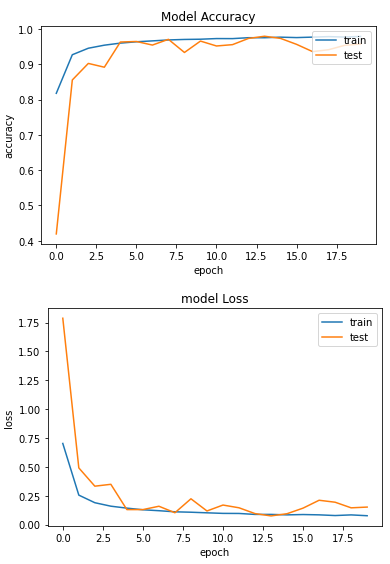 Model Accuracy
1.0
0.9
0.8
0.7
0.6
0.5
0.4
accuracy
train
test
0.0 2.5 5.0 7.5 10.0 12.5 15.0 17.5
epoch
model Loss
1.75
1.50
1.25
1.00
0.75
0.50
0.25
0.00
loss
train
test
0.0 2.5 5.0 7.5 10.0 12.5 15.0 17.5
epoch